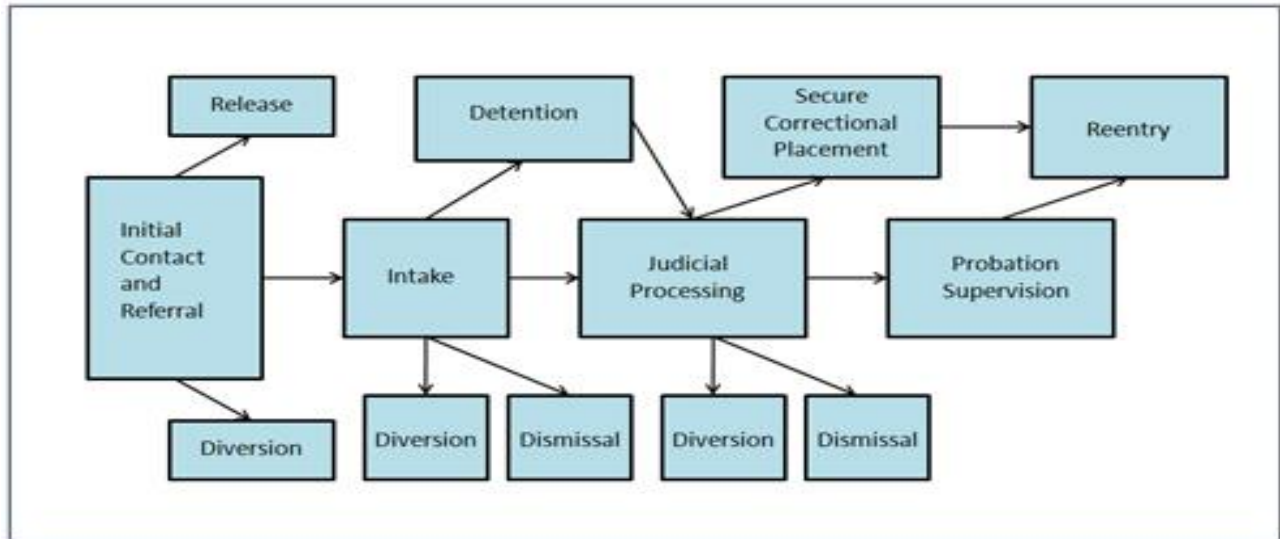 Release
Detention
Secure
Correctional
Placement
Reentry
Initial
Contact
and
Referral
Intake
Judicial
Processing
Probation
Supervision
Diversion
Diversion
Dismissal
Diversion
Dismissal